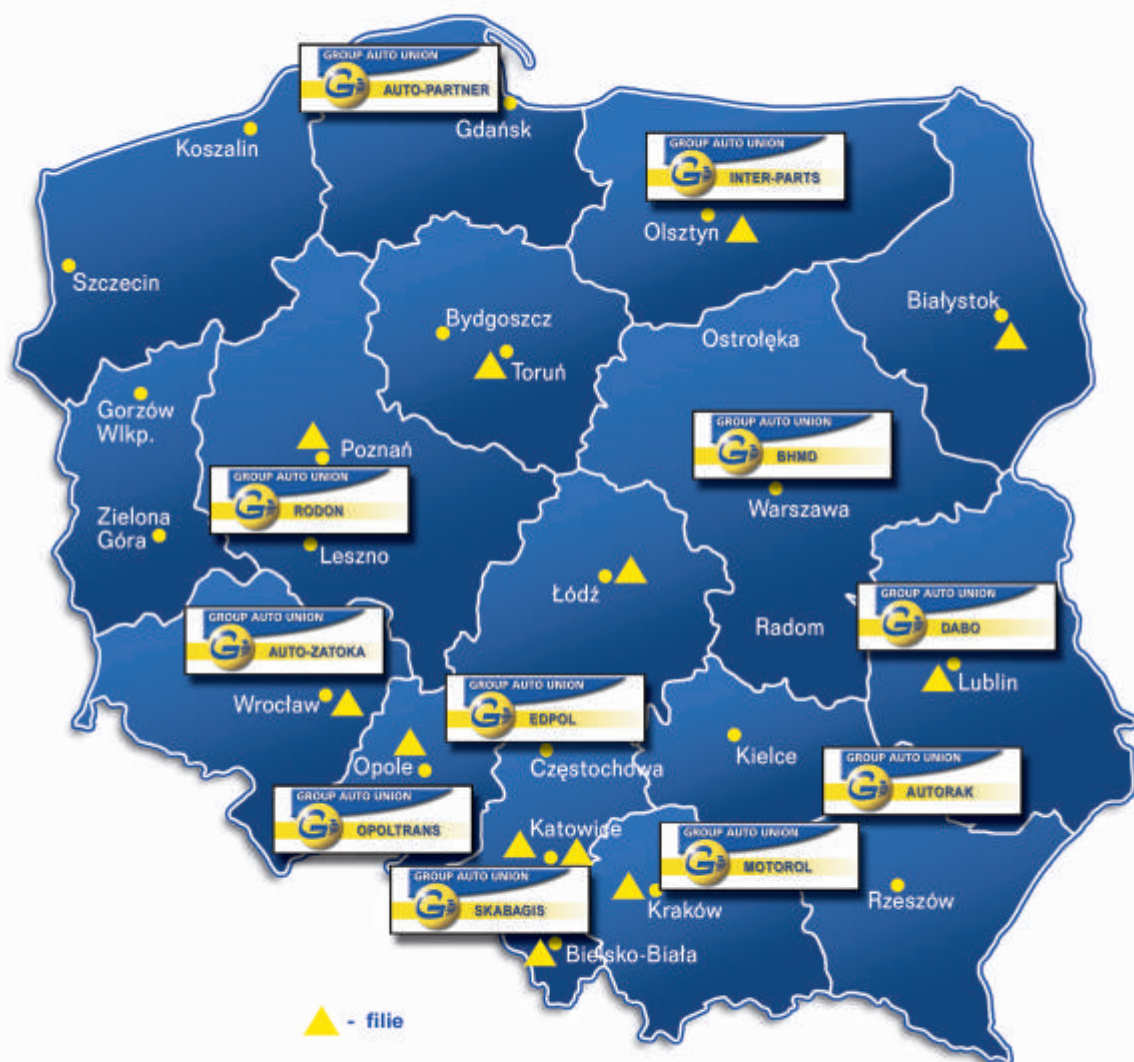 GROUP AUTO UNION
AUTO-PARTNER
Gdańsk
Koszalin
GROUP AUTO UNION
INTER-PARTS
Olsztyn
Szczecin
Białystok
Bydgoszcz
Toruń
Ostrołęka
Gorzów
Wlkp.
Poznań
GROUP AUTO UNION
BHMD
Warszawa
GROUP AUTO UNION
RODON
Zielona
Góra
Leszno
Łódź
GROUP AUTO UNION
DABO
Lublin
Radom
GROUP AUTO UNION
AUTO-ZATOKA
Wrocław
GROUP AUTO UNION
EDPOL
Częstochowa
Kielce
Opole
GROUP AUTO UNION
AUTORAK
GROUP AUTO UNION
OPOLTRANS
Katowice
GROUP AUTO UNION
MOTOROL
GROUP AUTO UNION
SKABAGIS
Kraków
Rzeszów
Bielsko-Biała
- filie